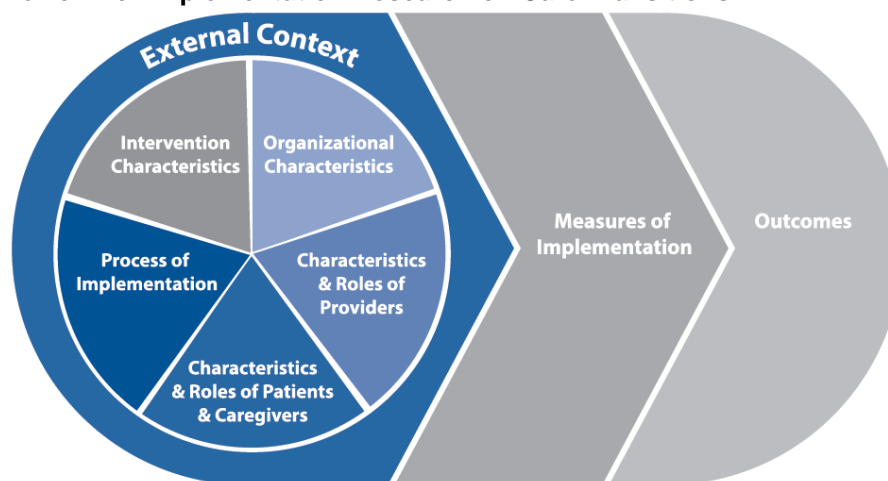 External Context
Intervention
Characteristics
Organizational
Characteristics
Process of
Implementation
Characteristics
& Roles of
Providers
Characteristics
& Roles of Patients
& Caregivers
Measures of
Implementation
Outcomes